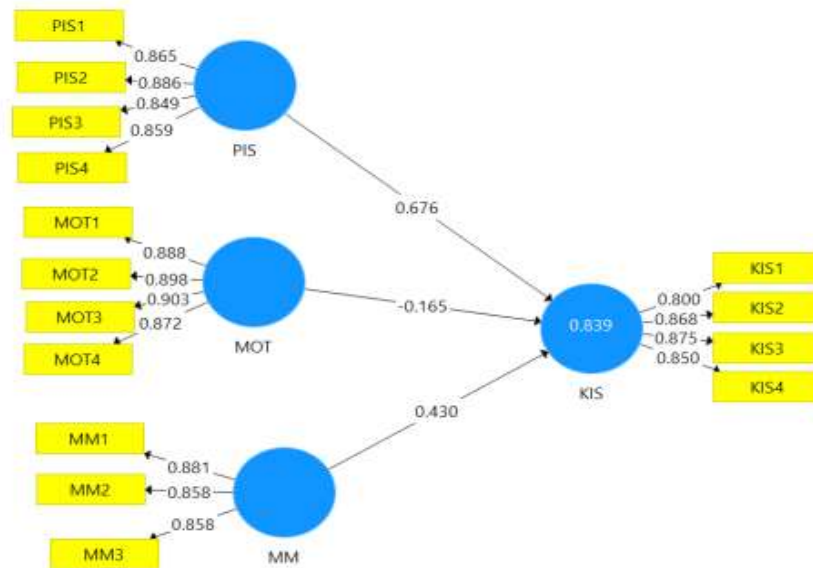 PIS1
0.865
PIS2
0.886
PIS3
0.849
PIS4
0.859
PIS
0.676
MOT1
0.888
MOT2
0.898
MOT3
0.903
MOT4
0.872
MOT
-0.165
MM1
0.881
MM2
0.858
MM3
0.858
MM
0.430
0.839
KIS
KIS1
0.800
KIS2
0.868
KIS3
0.875
KIS4
0.850